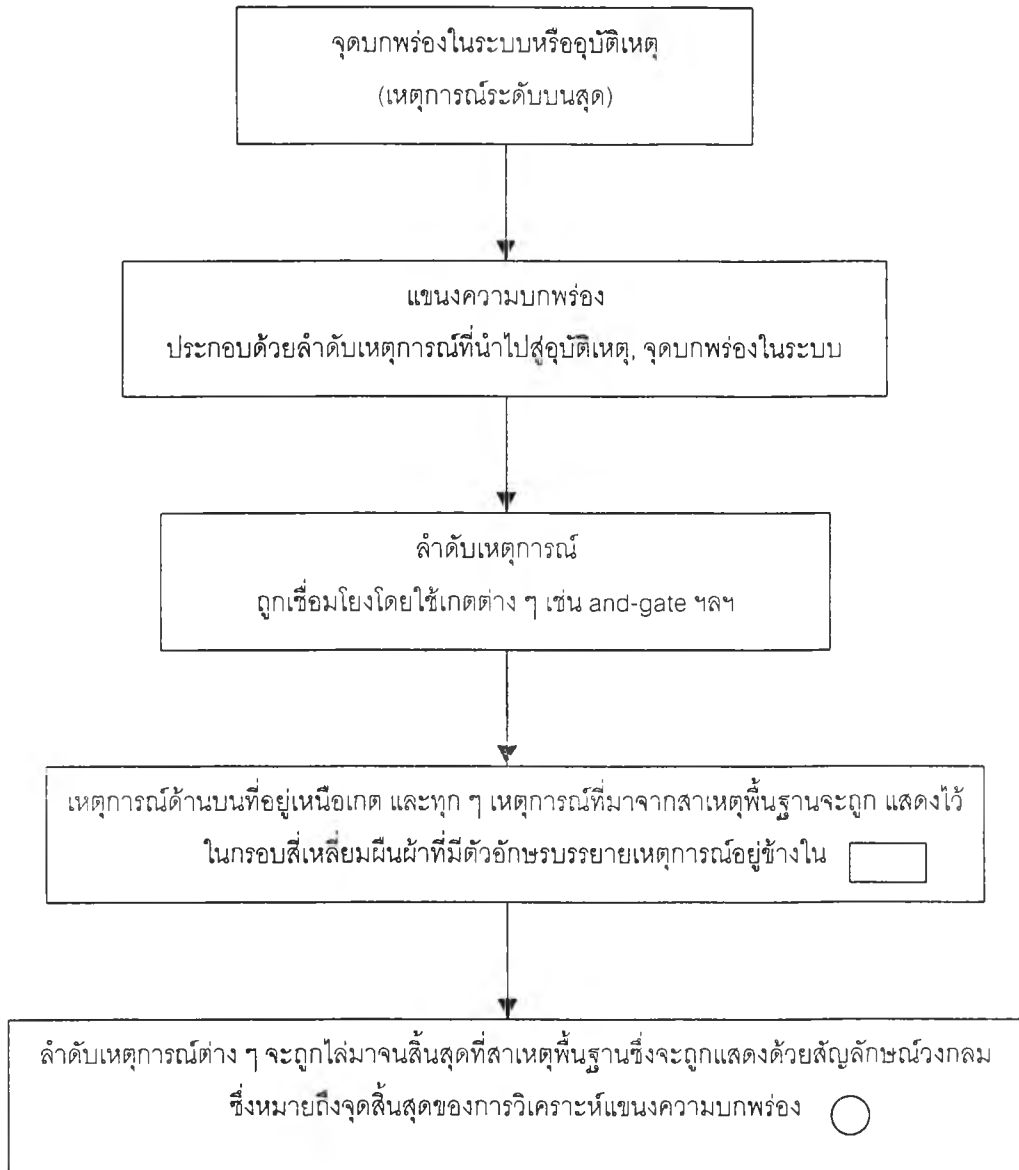 จุดบกพร่องในระบบหรืออุบัติเหตุ
(เหตุการณ์ระดับบนสุด)
แขนงความบกพร่อง
ประกอบด้วยลำดับเหตุการณ์ที่นำไปสู่อุบัติเหตุ, จุดบกพร่องในระบบ
ลำดับเหตุการณ์
ถูกเชื่อมโยงโดยใช้เกตต่าง ๆ เช่น and-gate ฯลฯ
เหตุการณ์ด้านบนที่อยู่เหนือเกต และทุก ๆ เหตุการณ์ที่มาจากสาเหตุพื้นฐานจะถูก แสดงไว้
ในกรอบสี่เหลี่ยมผืนผ้าที่มีตัวอักษรบรรยายเหตุการณ์อยู่ข้างใน
ลำดับเหตุการณ์ต่าง ๆ จะถูกไล่มาจนสิ้นสุดที่สาเหตุพื้นฐานซึ่งจะถูกแสดงด้วยสัญลักษณ์วงกลม
ซึ่งหมายถึงจุดสิ้นสุดของการวิเคราะห์แขนงความบกพร่อง